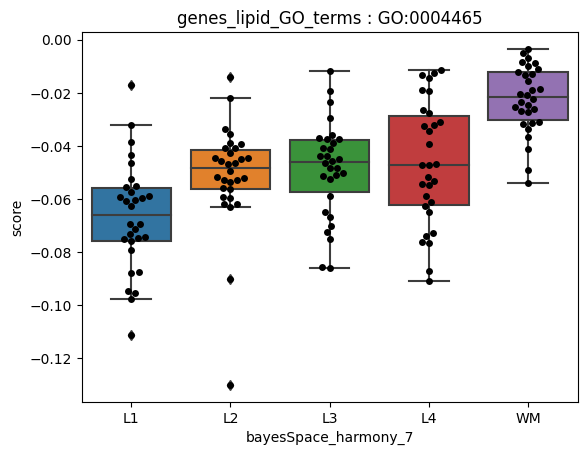 genes_lipid_GO_terms : GO:0004465
0.00
−0.02
−0.04
−0.06
−0.08
−0.10
−0.12
score
L1 L2 L3 L4 WM
bayesSpace_harmony_7